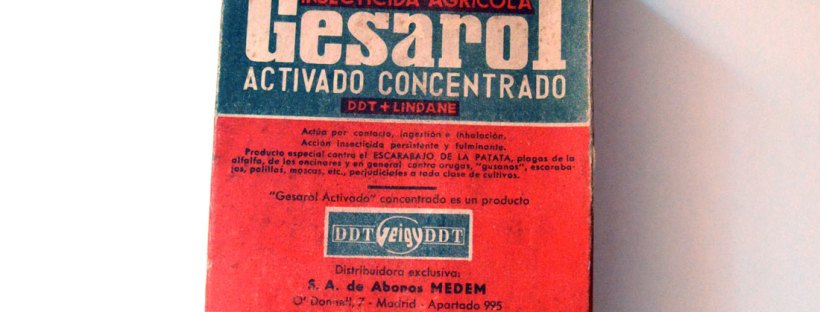 INSECTICIDA AGRÍCOLA
Gesarol
ACTIVADO CONCENTRADO
DDT + LINDANE
Actúa por contacto, ingestión e inhalación.
Acción insecticida persistente y fulminante.
Producto especial contra el ESCARABAJO DE LA PATATA, plagas de la
alfalfa, de los encinares y en general contra orugas, "gusanos", escaraba-
jos, polillas, moscas, etc., perjudiciales a toda clase de cultivos.
"Gesarol Activado" concentrado es un producto
DDT Geigy DDT
Distribuidora exclusiva:
S. A. de Abonos MEDEM
O' Donnell, 7 - Madrid - Apartado 995